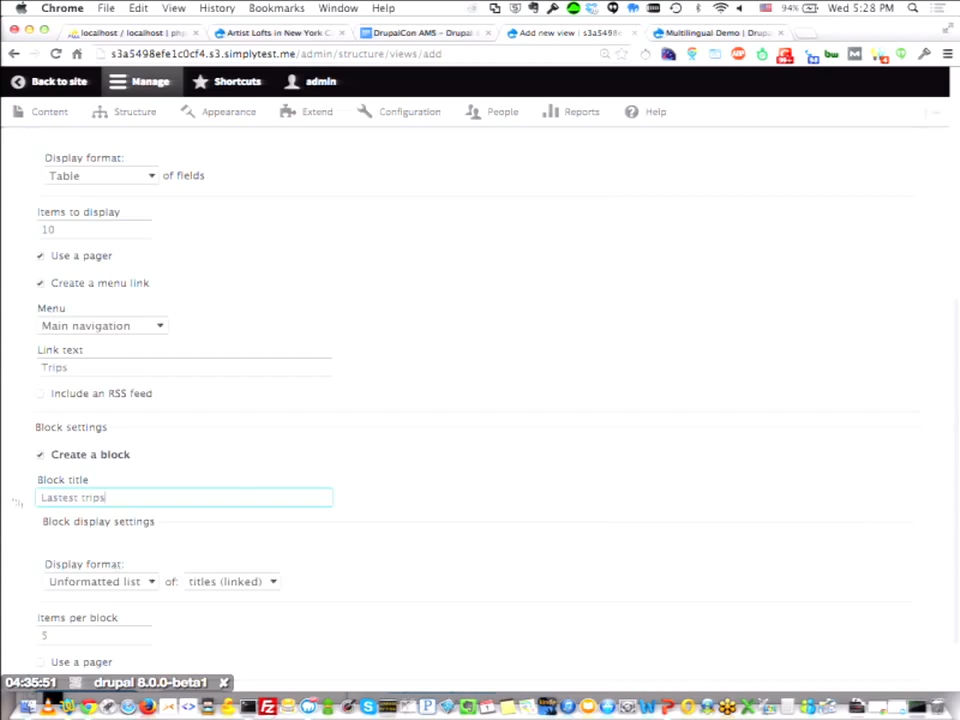 Chrome File Edit View History Bookmarks Window Help 94% Wed 5:28 PM
localhost / localhost | php Artist Lofts in New York C DrupalCon AMS – Drupal Add new view | s3a5498efe Multilingual Demo | Drupa
s3a5498efe1c0cf4.s3.simplytest.me/admin/structure/views/add
Back to site Manage Shortcuts admin
Content Structure Appearance Extend Configuration People Reports Help
Display format:
Table of fields
Items to display
10
Use a pager
Create a menu link
Menu
Main navigation
Link text
Trips
Include an RSS feed
Block settings
Create a block
Block title
Lastest trips
Block display settings
Display format:
Unformatted list of: titles (linked)
Items per block
5
Use a pager
04:35:51 drupal 8.0.0-beta1